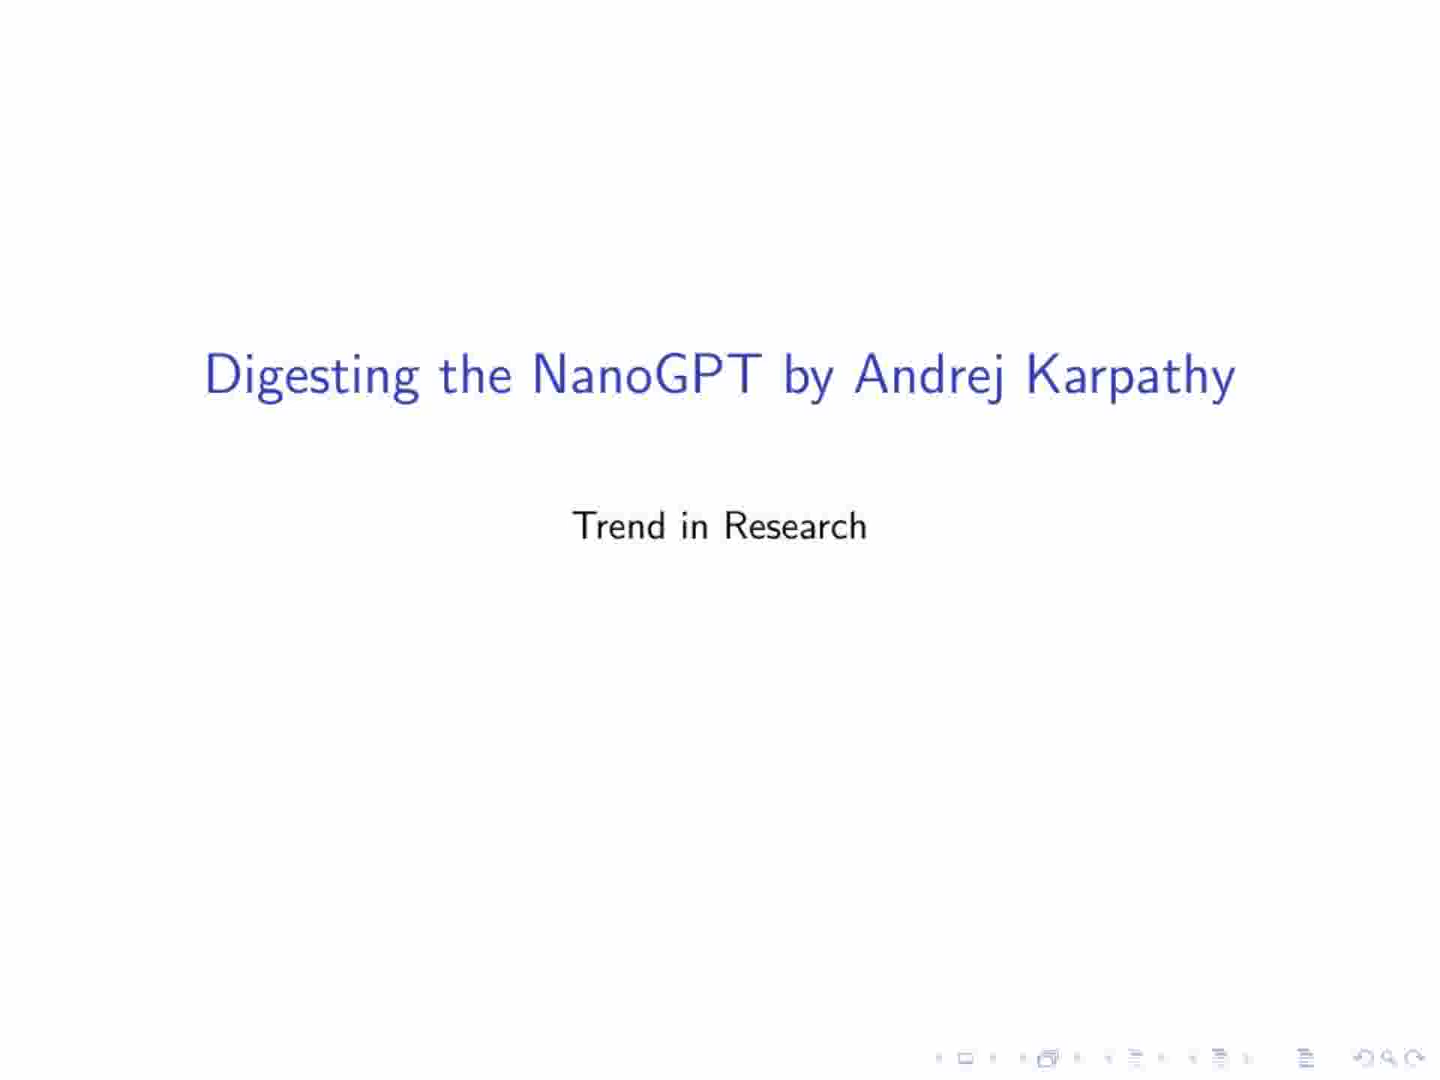 Digesting the NanoGPT by Andrej Karpathy
Trend in Research